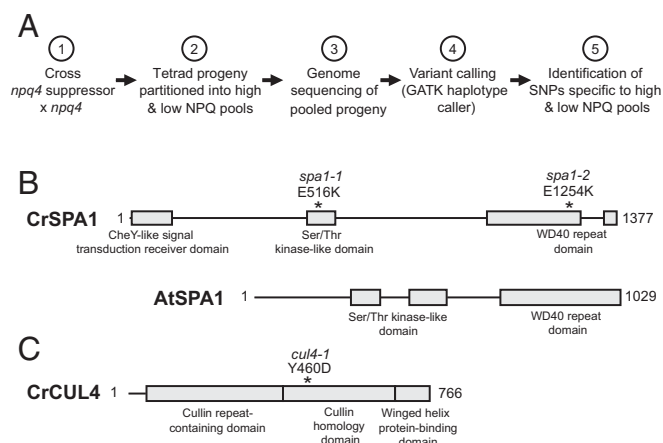 A
1 2 3 4 5
Cross
npq4 suppressor
x npq4
Tetrad progeny
partitioned into high
& low NPQ pools
Genome
sequencing of
pooled progeny
Variant calling
(GATK haplotype
caller)
Identification of
SNPs specific to high
& low NPQ pools
B
spa1-1
E516K
*
spa1-2
E1254K
*
CrSPA1 1 1377
CheY-like signal
transduction receiver domain
Ser/Thr
kinase-like domain
WD40 repeat
domain
AtSPA1 1 1029
Ser/Thr kinase-like
domain
WD40 repeat
domain
C
cul4-1
Y460D
*
CrCUL4 1 766
Cullin repeat-
containing domain
Cullin
homology
domain
Winged helix
protein-binding
domain